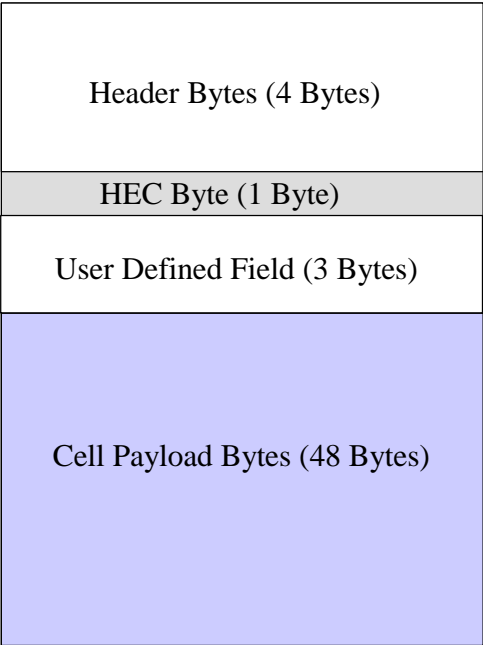 Header Bytes (4 Bytes)
HEC Byte (1 Byte)
User Defined Field (3 Bytes)
Cell Payload Bytes (48 Bytes)